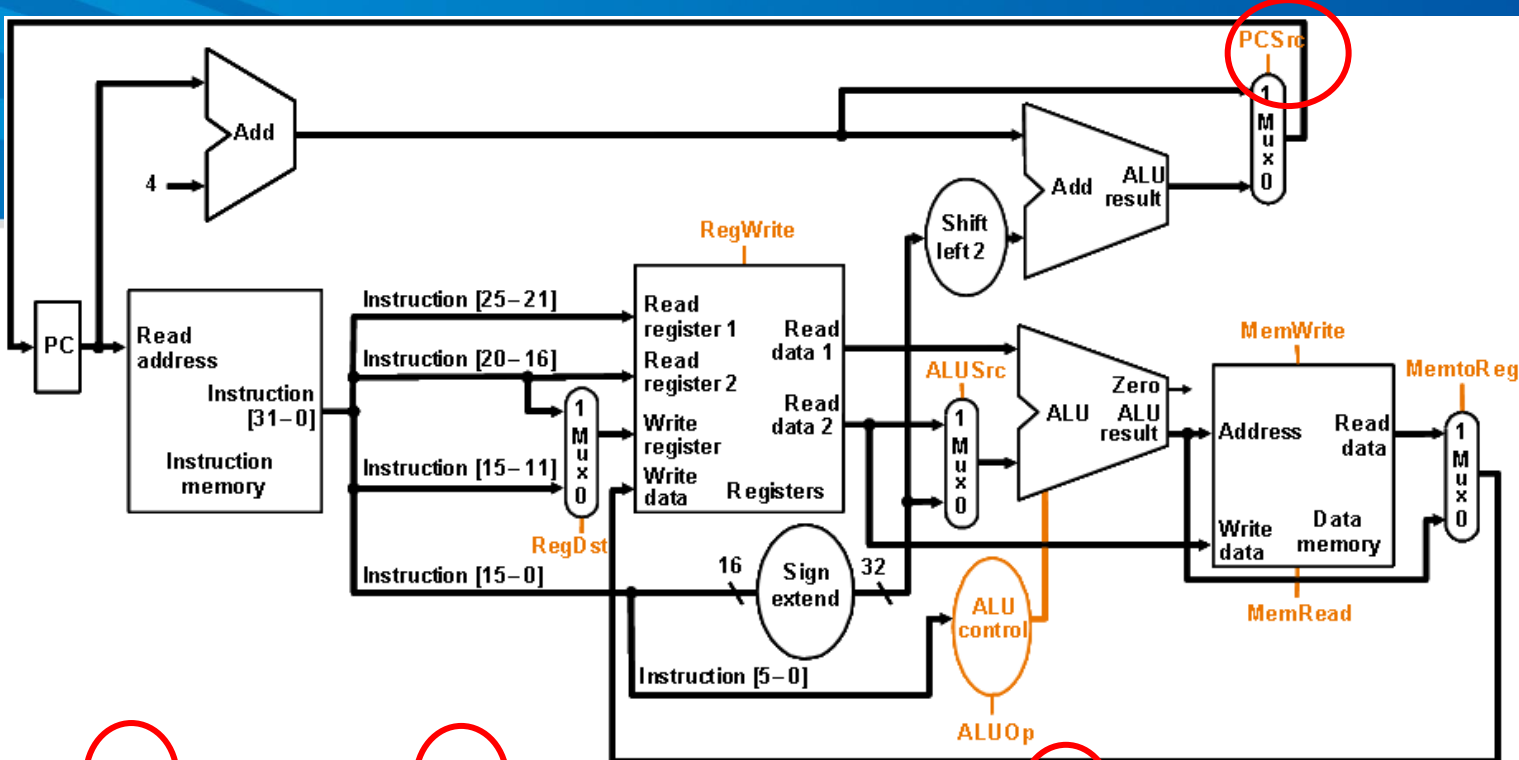 PCSrc
1
M
u
x
0
Add
4
Add
ALU
result
Shift
left 2
RegWrite
PC
Read
address
Instruction
[31–0]
Instruction
memory
Instruction [25–21]
Instruction [20–16]
Instruction [15–11]
Instruction [15–0]
1
M
u
x
0
RegDst
Read
register 1
Read
register 2
Write
register
Write
data
Read
data 1
Read
data 2
Registers
16
Sign
extend
32
Instruction [5–0]
ALUSrc
1
M
u
x
0
Zero
ALU
ALU
result
ALU
control
ALUOp
MemWrite
Address
Read
data
Write
data
Data
memory
MemRead
MemtoReg
1
M
u
x
0